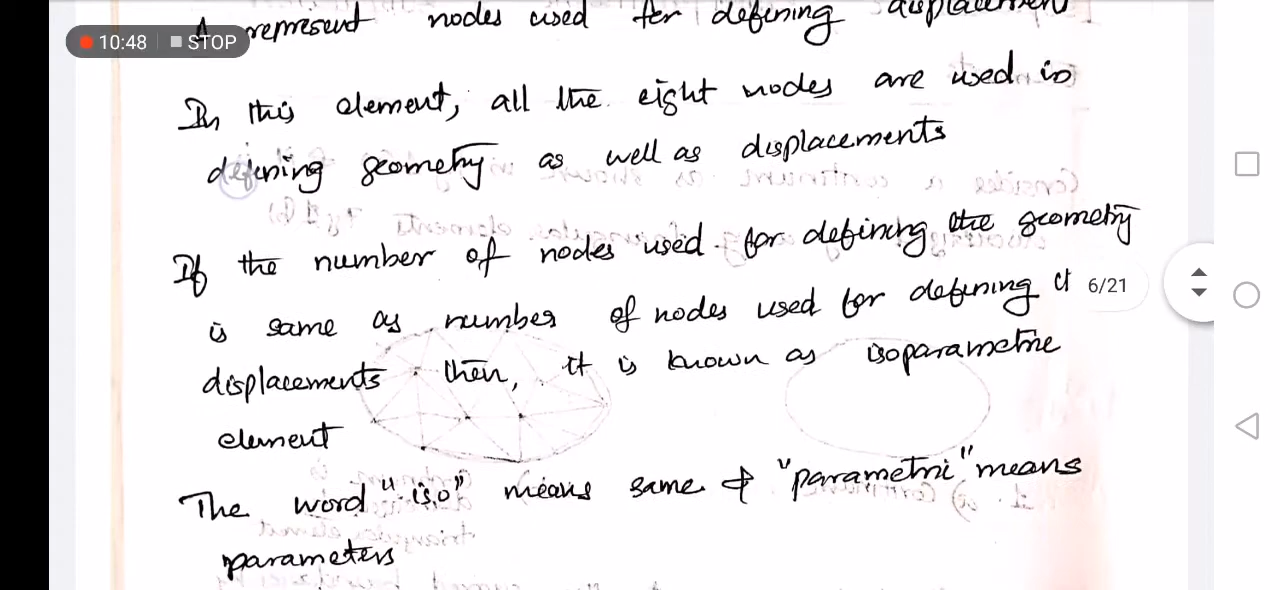 represent nodes used for defining displacement
10:48 STOP
In this element, all the eight nodes are used in
defining geometry as well as displacements
If the number of nodes used for defining the geometry
is same as number of nodes used for defining
6/21
displacements then, it is known as isoparametric
element
The word "iso" means same & "parametric" means
parameters